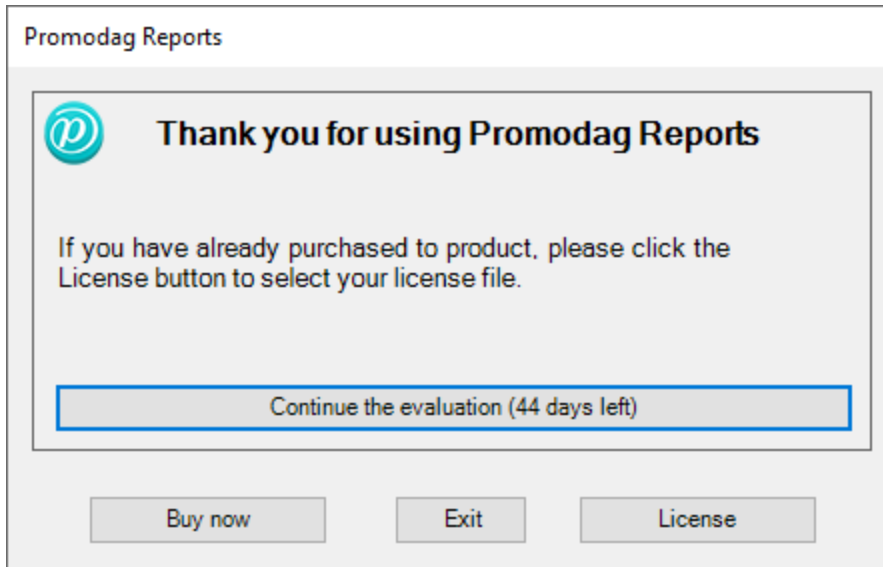 Promodag Reports
Thank you for using Promodag Reports
If you have already purchased to product, please click the
License button to select your license file.
Continue the evaluation (44 days left)
Buy now
Exit
License